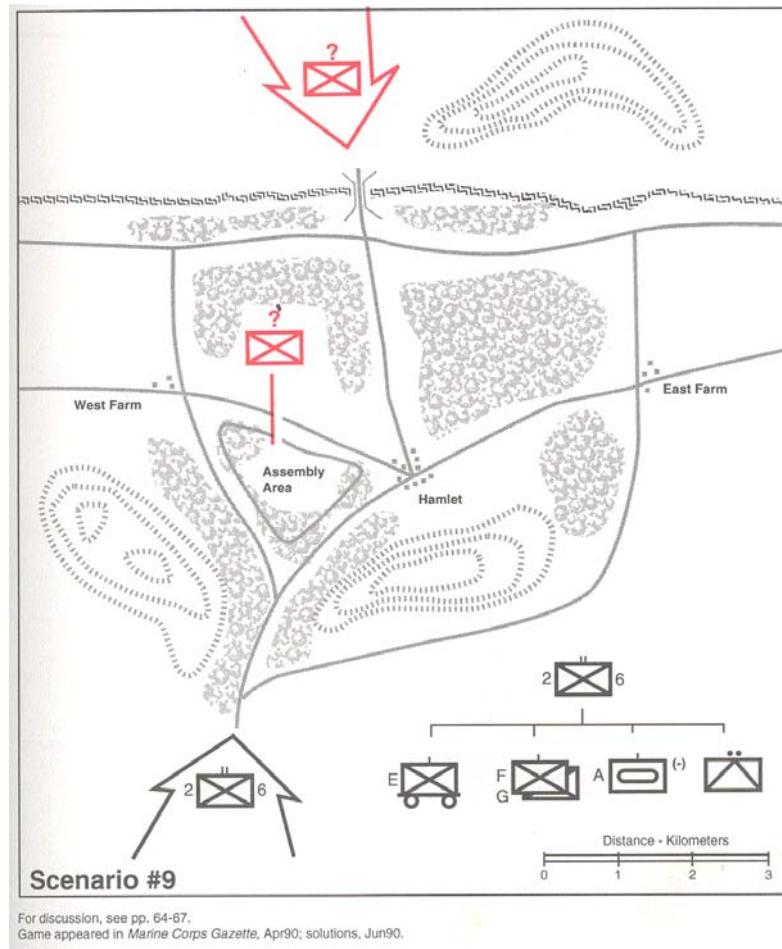 ?
?
West Farm
East Farm
Assembly
Area
Hamlet
2 6
E F G A (-)
2 6
Distance - Kilometers
0 1 2 3
Scenario #9
For discussion, see pp. 64-67.
Game appeared in Marine Corps Gazette, Apr90; solutions, Jun90.